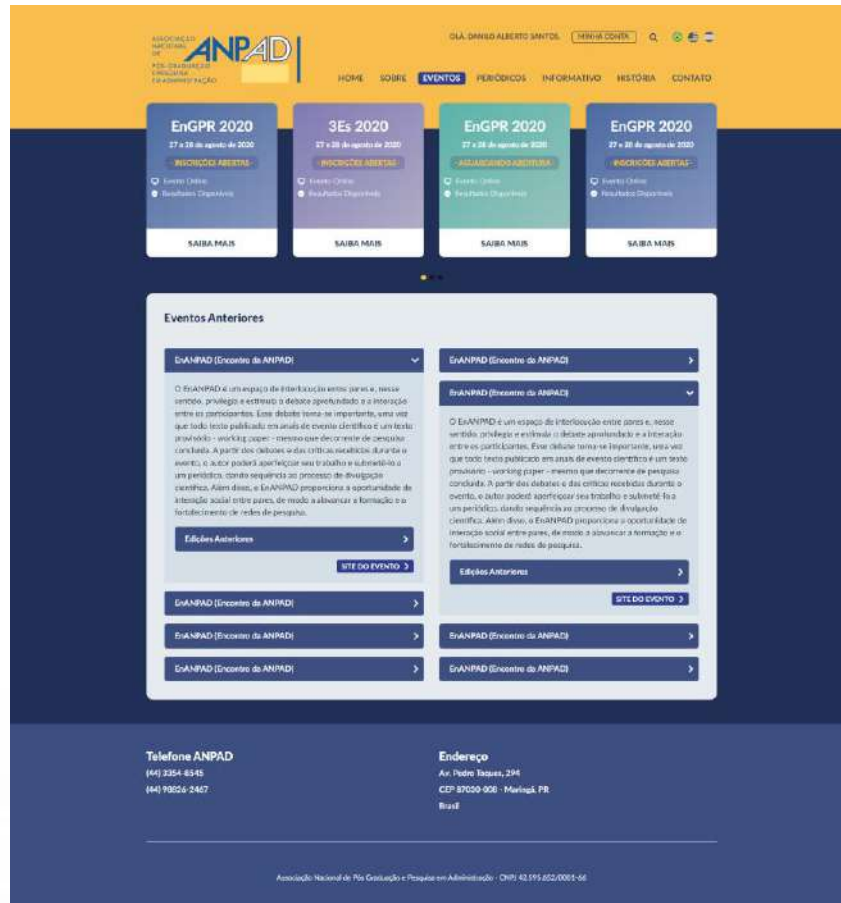 ASSOCIAÇÃO
NACIONAL
DE
PÓS-GRADUAÇÃO
E PESQUISA
EM ADMINISTRAÇÃO
ANPAD
OLÁ, DANILO ALBERTO SANTOS.
MINHA CONTA
HOME SOBRE EVENTOS PERIÓDICOS INFORMATIVO HISTÓRIA CONTATO
EnGPR 2020
27 e 28 de agosto de 2020
- INSCRIÇÕES ABERTAS -
Evento Online
Resultados Disponíveis
SAIBA MAIS
3Es 2020
27 e 28 de agosto de 2020
- INSCRIÇÕES ABERTAS -
Evento Online
Resultados Disponíveis
SAIBA MAIS
EnGPR 2020
27 e 28 de agosto de 2020
- AGUARDANDO ABERTURA -
Evento Online
Resultados Disponíveis
SAIBA MAIS
EnGPR 2020
27 e 28 de agosto de 2020
- INSCRIÇÕES ABERTAS -
Evento Online
Resultados Disponíveis
SAIBA MAIS
Eventos Anteriores
EnANPAD (Encontro da ANPAD)
O EnANPAD é um espaço de interlocução entre pares e, nesse
sentido, privilegia e estimula o debate aprofundado e a interação
entre os participantes. Esse debate torna-se importante, uma vez
que todo texto publicado em anais de evento científico é um texto
provisório - working paper - mesmo que decorrente de pesquisa
concluída. A partir dos debates e das críticas recebidas durante o
evento, o autor poderá aperfeiçoar seu trabalho e submetê-lo a
um periódico, dando sequência ao processo de divulgação
científica. Além disso, o EnANPAD proporciona a oportunidade de
interação social entre pares, de modo a alavancar a formação e o
fortalecimento de redes de pesquisa.
Edições Anteriores
SITE DO EVENTO
EnANPAD (Encontro da ANPAD)
EnANPAD (Encontro da ANPAD)
EnANPAD (Encontro da ANPAD)
EnANPAD (Encontro da ANPAD)
EnANPAD (Encontro da ANPAD)
O EnANPAD é um espaço de interlocução entre pares e, nesse
sentido, privilegia e estimula o debate aprofundado e a interação
entre os participantes. Esse debate torna-se importante, uma vez
que todo texto publicado em anais de evento científico é um texto
provisório - working paper - mesmo que decorrente de pesquisa
concluída. A partir dos debates e das críticas recebidas durante o
evento, o autor poderá aperfeiçoar seu trabalho e submetê-lo a
um periódico, dando sequência ao processo de divulgação
científica. Além disso, o EnANPAD proporciona a oportunidade de
interação social entre pares, de modo a alavancar a formação e o
fortalecimento de redes de pesquisa.
Edições Anteriores
SITE DO EVENTO
EnANPAD (Encontro da ANPAD)
EnANPAD (Encontro da ANPAD)
Telefone ANPAD
(44) 3354-8545
(44) 98826-2467
Endereço
Av. Pedro Taques, 294
CEP 87030-008 - Maringá, PR
Brasil
Associação Nacional de Pós Graduação e Pesquisa em Administração - CNPJ 42.595.652/0001-66